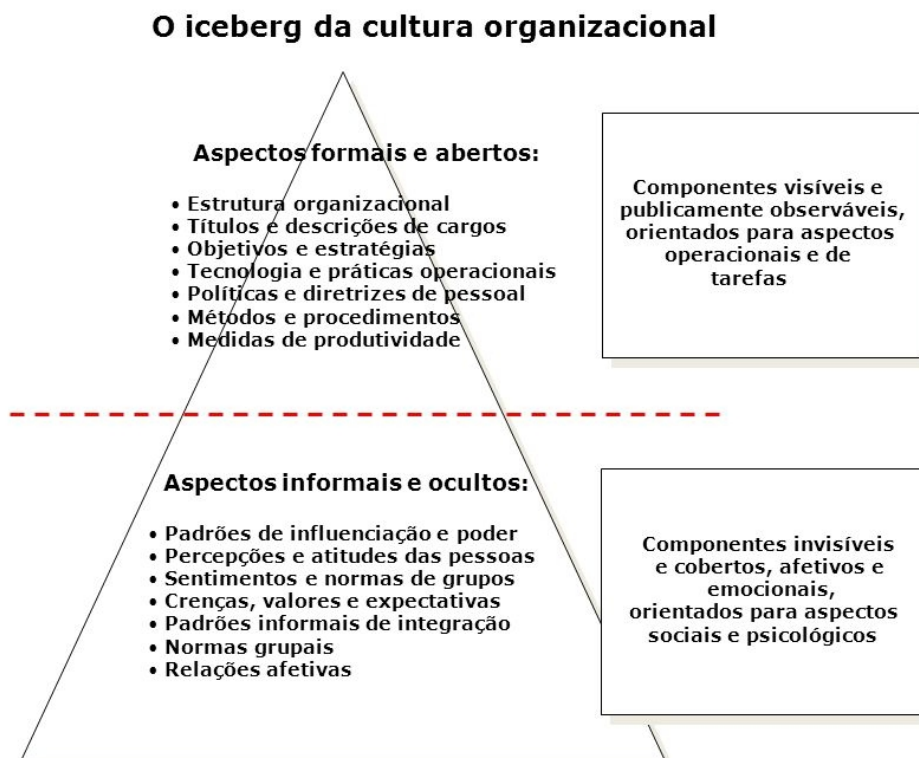 O iceberg da cultura organizacional
Aspectos formais e abertos:
• Estrutura organizacional
• Títulos e descrições de cargos
• Objetivos e estratégias
• Tecnologia e práticas operacionais
• Políticas e diretrizes de pessoal
• Métodos e procedimentos
• Medidas de produtividade
Componentes visíveis e
publicamente observáveis,
orientados para aspectos
operacionais e de
tarefas
Aspectos informais e ocultos:
• Padrões de influenciação e poder
• Percepções e atitudes das pessoas
• Sentimentos e normas de grupos
• Crenças, valores e expectativas
• Padrões informais de integração
• Normas grupais
• Relações afetivas
Componentes invisíveis
e cobertos, afetivos e
emocionais,
orientados para aspectos
sociais e psicológicos